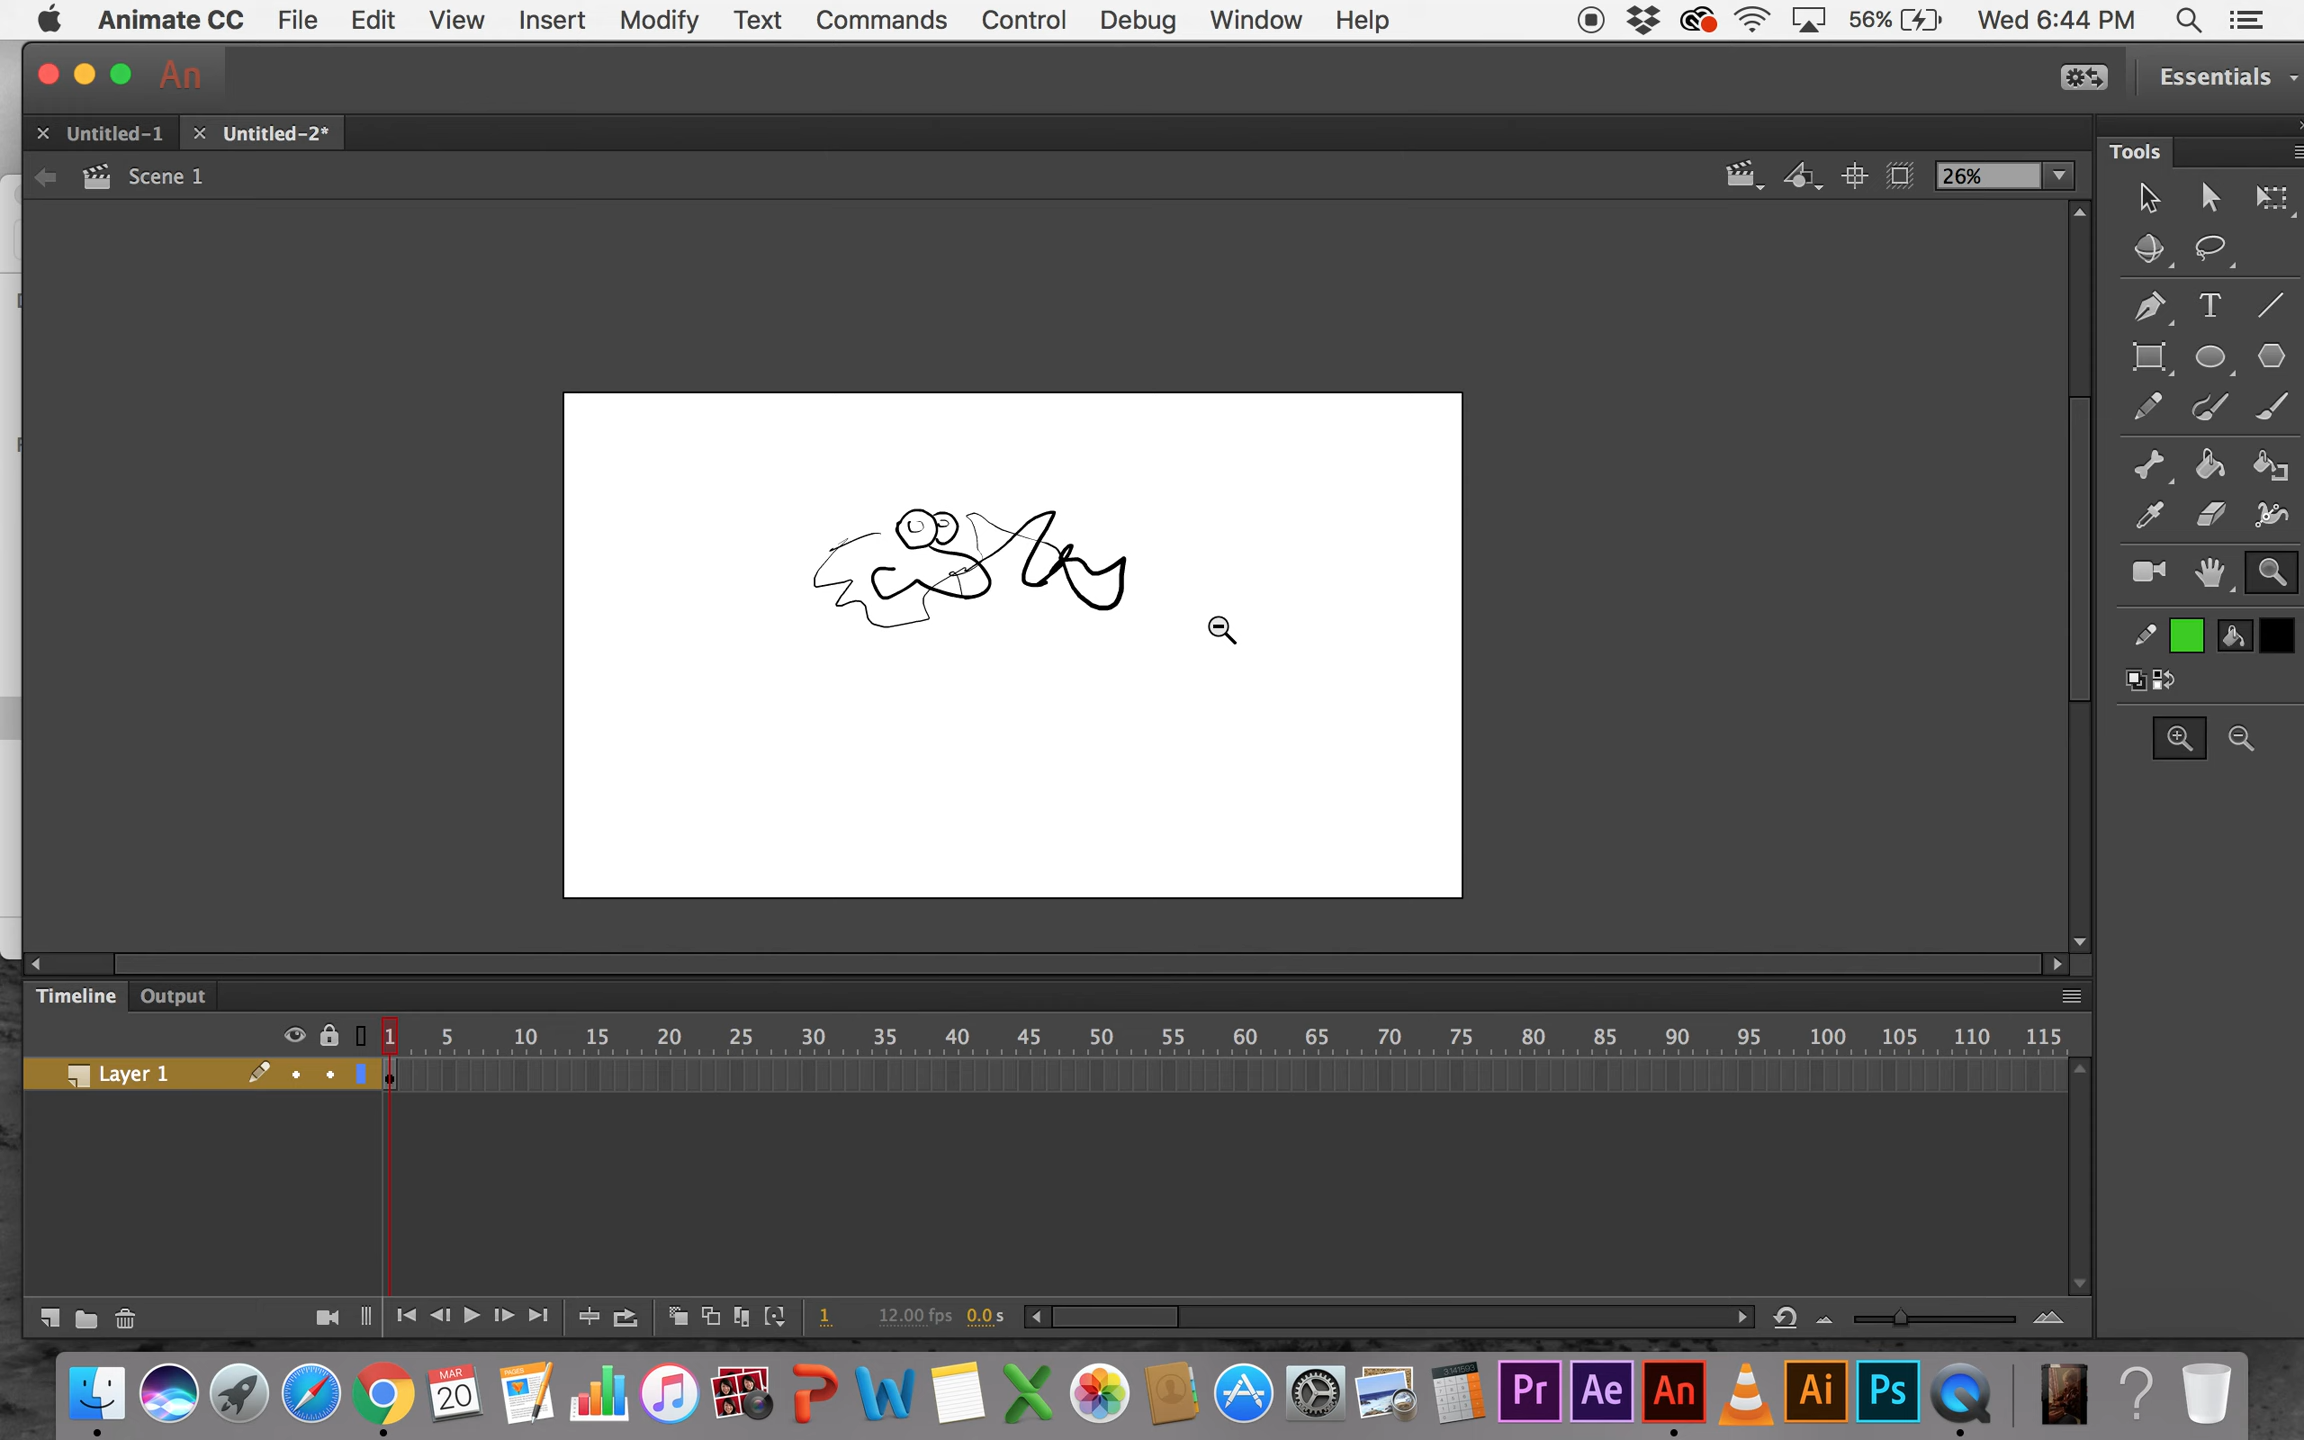 Animate CC File Edit View Insert Modify Text Commands Control Debug Window Help 56% Wed 6:44 PM
An Essentials
Untitled-1 Untitled-2*
Tools
Scene 1 26%
T
Timeline Output
1 5 10 15 20 25 30 35 40 45 50 55 60 65 70 75 80 85 90 95 100 105 110 115
Layer 1
1 12.00 fps 0.0 s
MAR
20
PAGES
P W X Pr Ae An Ai Ps ?
3.141593